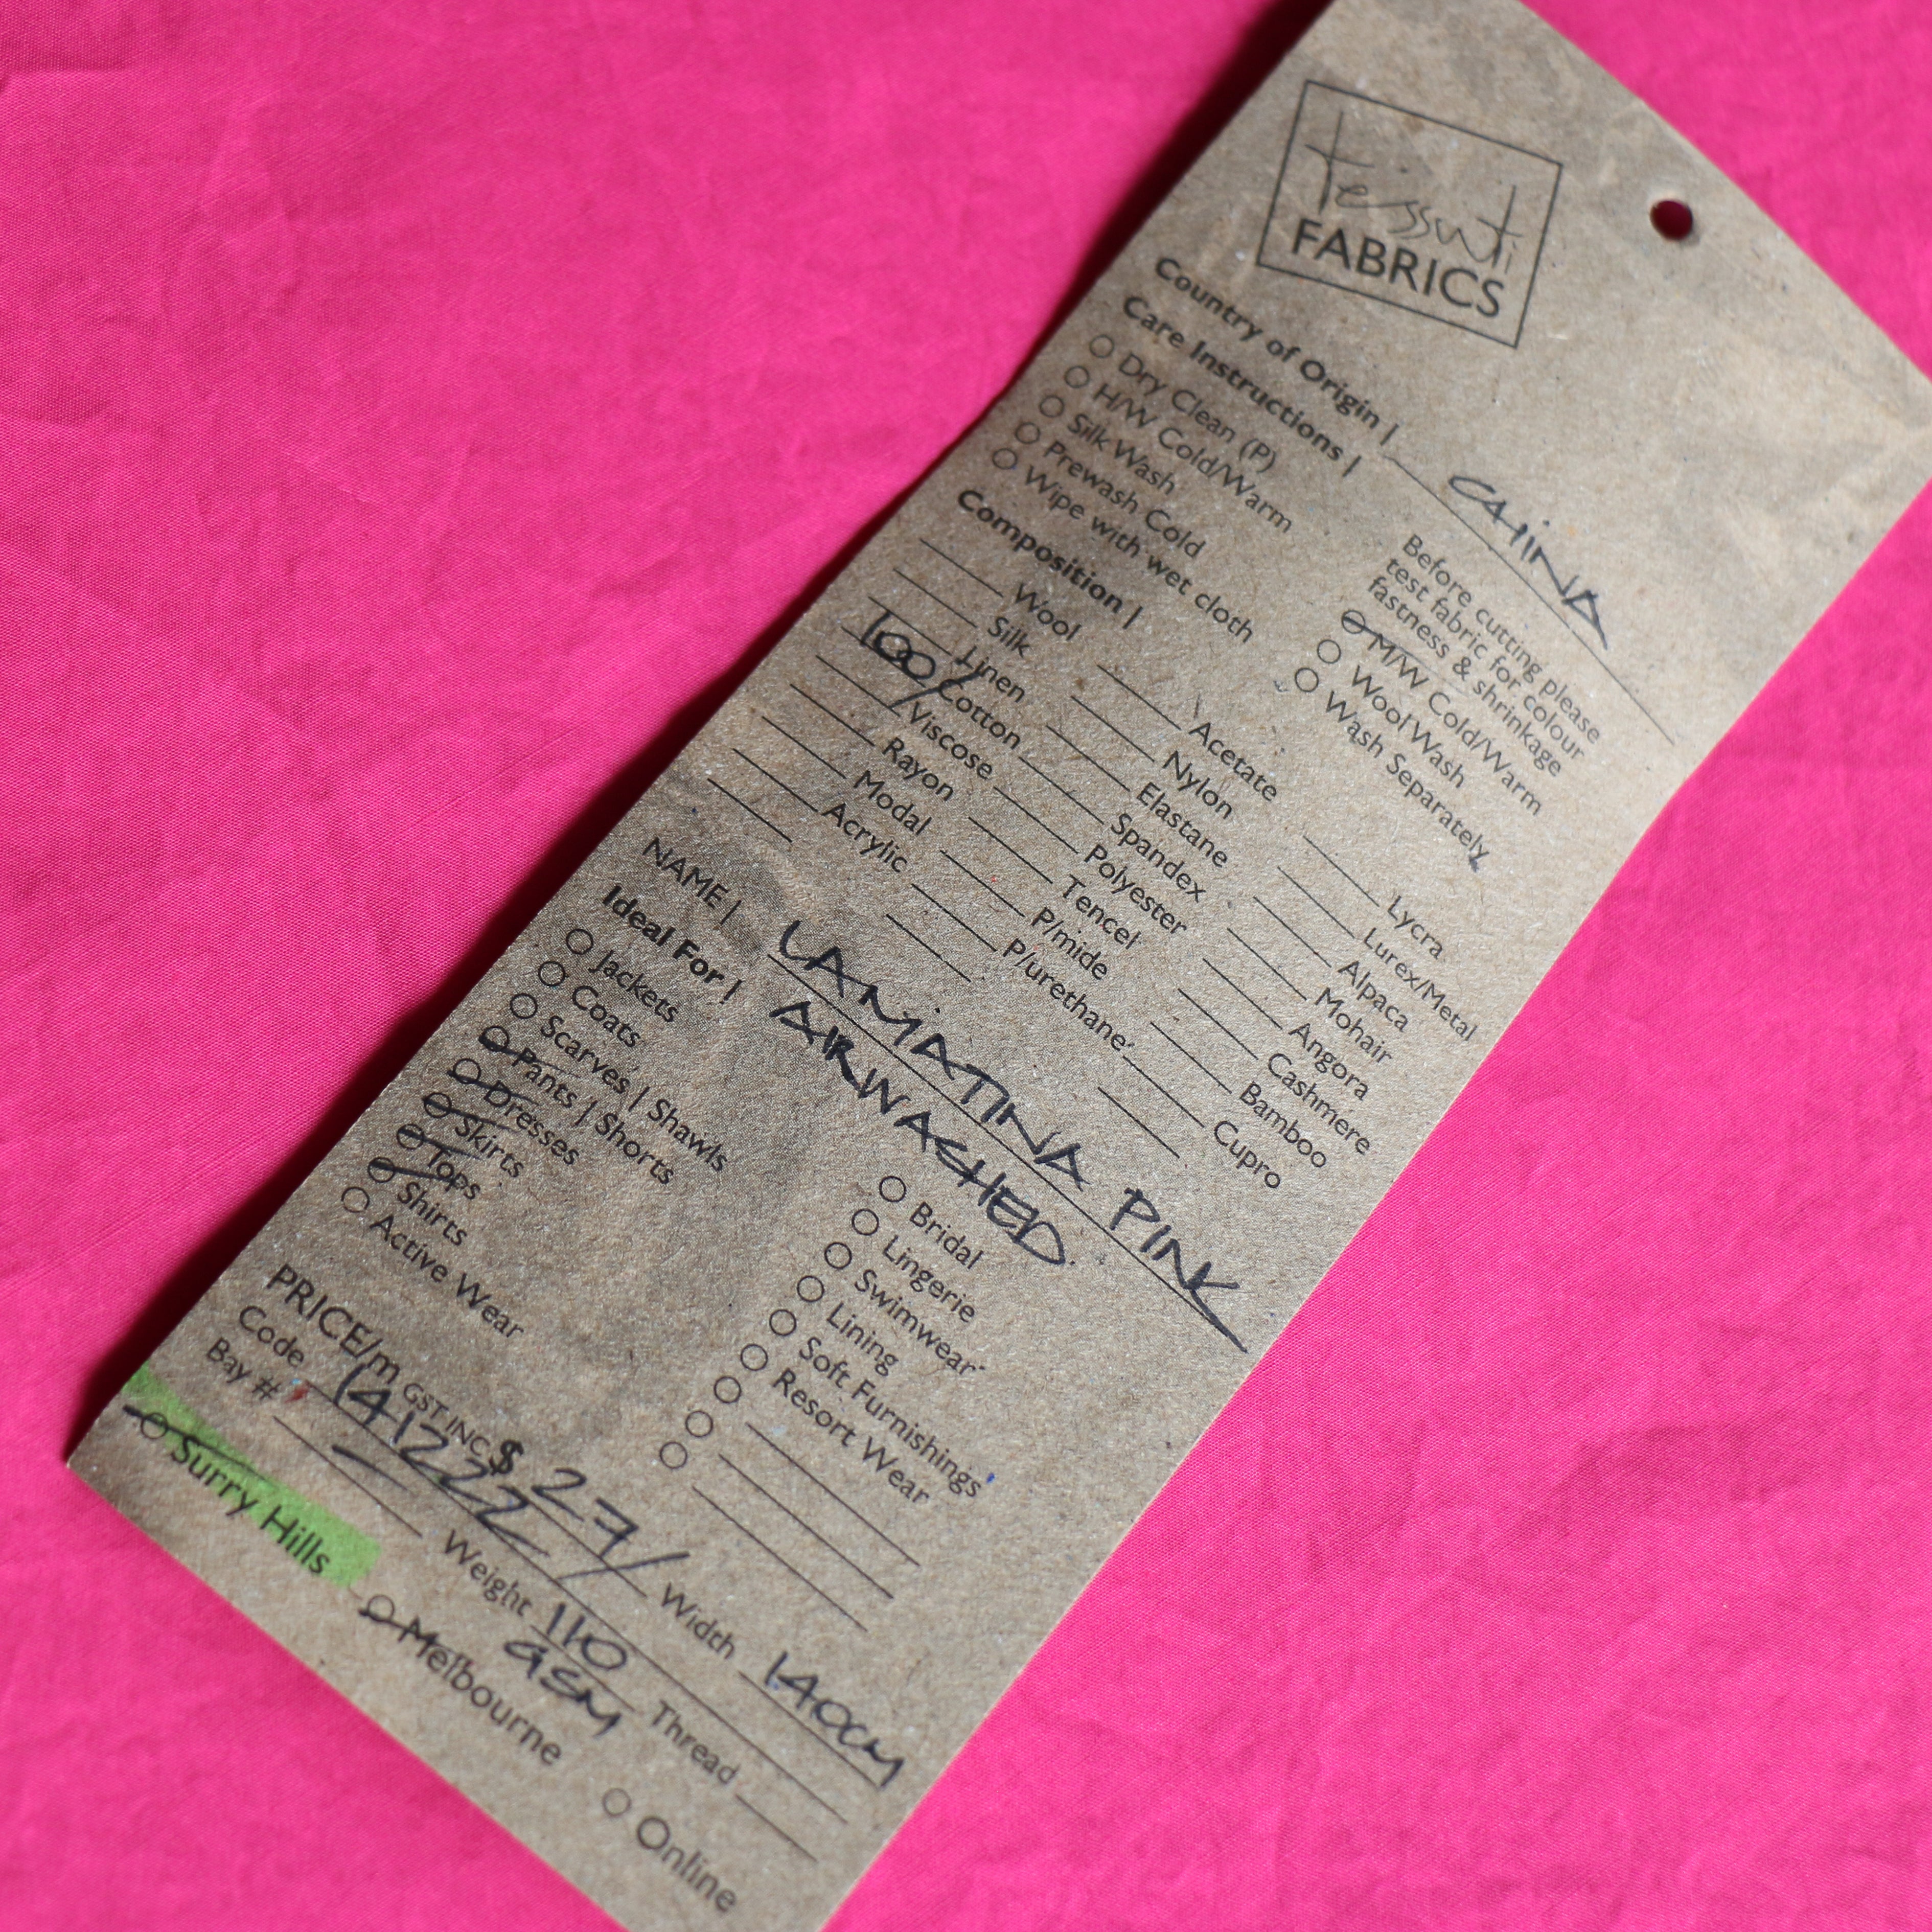 tessuti
FABRICS
Country of Origin | CHINA
Care Instructions |
Dry Clean (P)
H/W Cold/Warm
Silk Wash
Prewash Cold
Wipe with wet cloth
Before cutting please
test fabric for colour
fastness & shrinkage
M/W Cold/Warm
Wool Wash
Wash Separately
Composition |
Wool
Silk
Linen
100% Cotton
Viscose
Rayon
Modal
Acrylic
Acetate
Nylon
Elastane
Spandex
Polyester
Tencel
P/mide
P/urethane
Lycra
Lurex/Metal
Alpaca
Mohair
Angora
Cashmere
Bamboo
Cupro
NAME | LAMATINA PINK
AIRWASHED
Ideal For |
Jackets
Coats
Scarves | Shawls
Pants | Shorts
Dresses
Skirts
Tops
Shirts
Active Wear
Bridal
Lingerie
Swimwear
Lining
Soft Furnishings
Resort Wear
PRICE/m GST INC $ 27/ Width 140CM
Code 141222 Weight 110 GSM Thread
Bay #
Surry Hills Melbourne Online